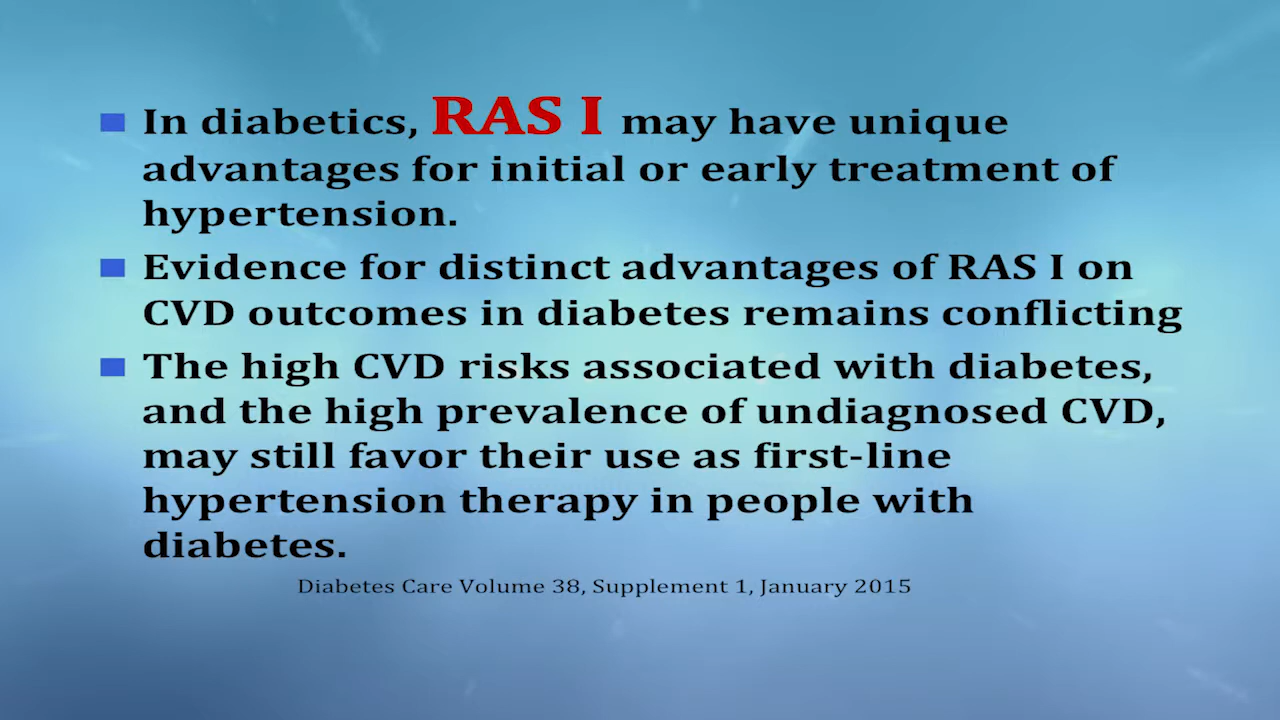 In diabetics, RAS I may have unique
advantages for initial or early treatment of
hypertension.
Evidence for distinct advantages of RAS I on
CVD outcomes in diabetes remains conflicting
The high CVD risks associated with diabetes,
and the high prevalence of undiagnosed CVD,
may still favor their use as first-line
hypertension therapy in people with
diabetes.
Diabetes Care Volume 38, Supplement 1, January 2015